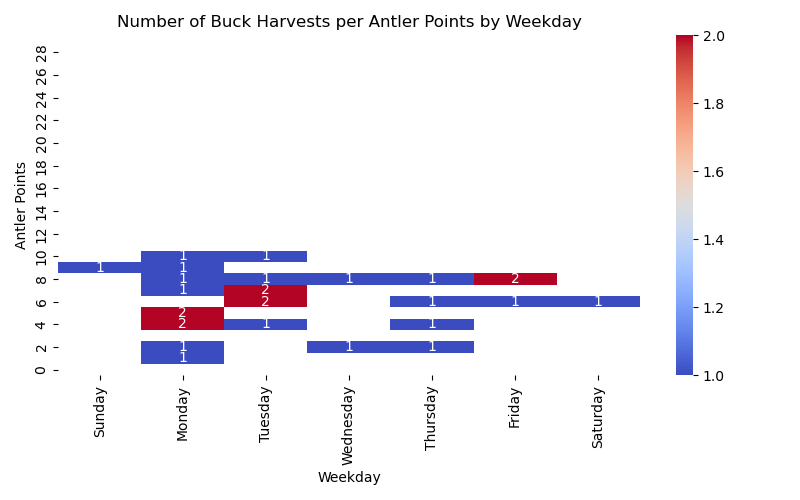 Number of Buck Harvests per Antler Points by Weekday
2.0
28
26
24
1.8
22
20
18
1.6
16
14
12
1.4
10
8
6
1.2
4
2
0
1.0
Antler Points
1 1
1 1
1 1 1 1 2
1 2
2 1 1 1
2
2 1 1
1 1 1
1
Sunday
Monday
Tuesday
Wednesday
Thursday
Friday
Saturday
Weekday